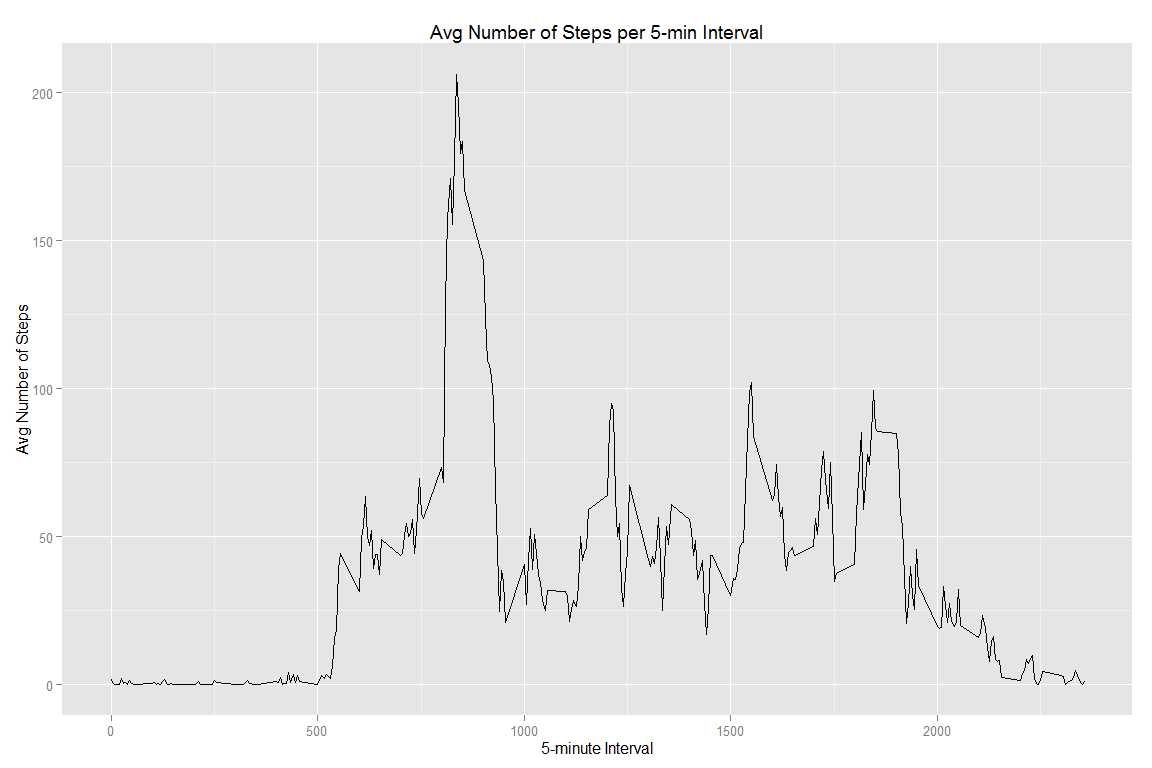 Avg Number of Steps per 5-min Interval
Avg Number of Steps
200
150
100
50
0
0 500 1000 1500 2000
5-minute Interval